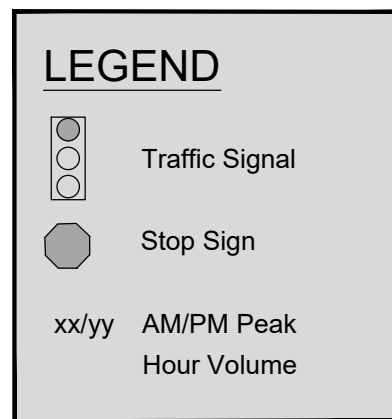 LEGEND
Traffic Signal
Stop Sign
xx/yy AM/PM Peak
Hour Volume